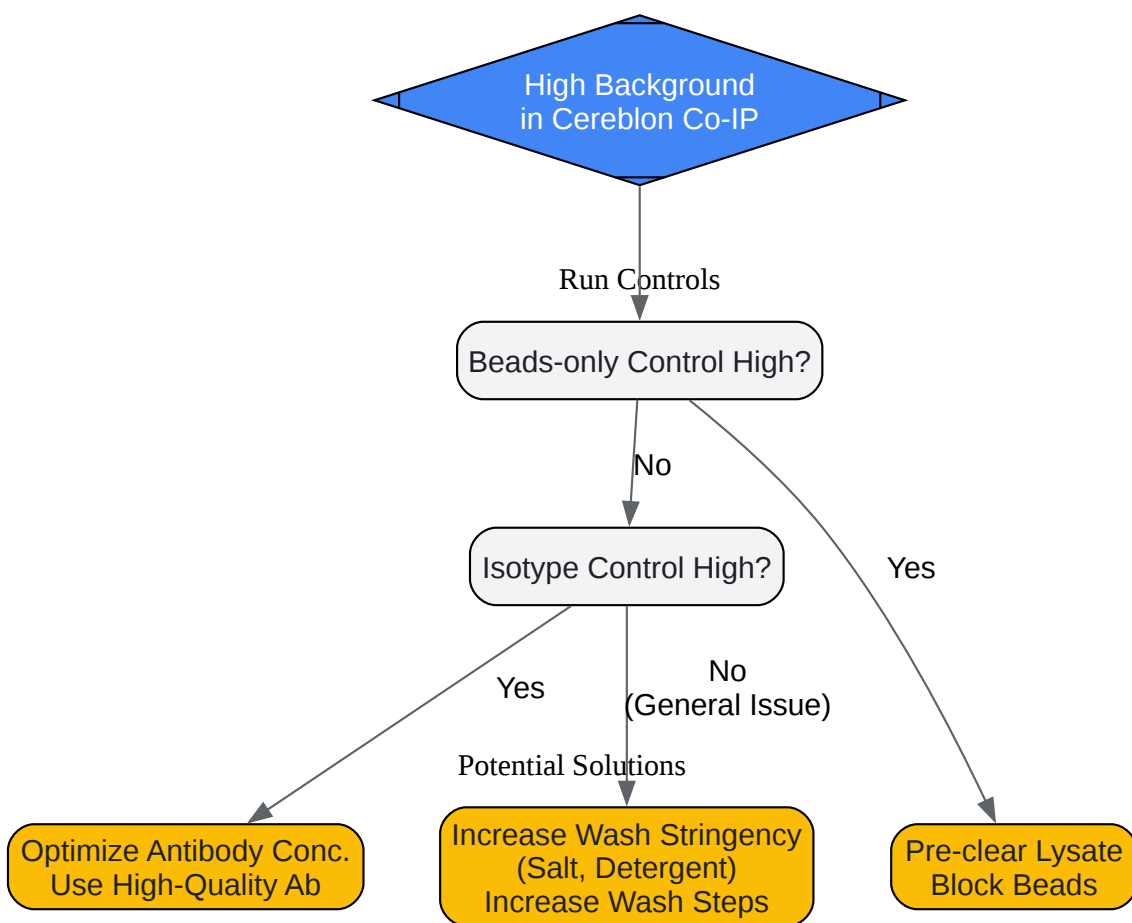 High Background
in Cereblon Co-IP
Run Controls
Beads-only Control High?
No
Isotype Control High?
Yes
Yes
No
(General Issue)
Potential Solutions
Optimize Antibody Conc.
Use High-Quality Ab
Increase Wash Stringency
(Salt, Detergent)
Increase Wash Steps
Pre-clear Lysate
Block Beads